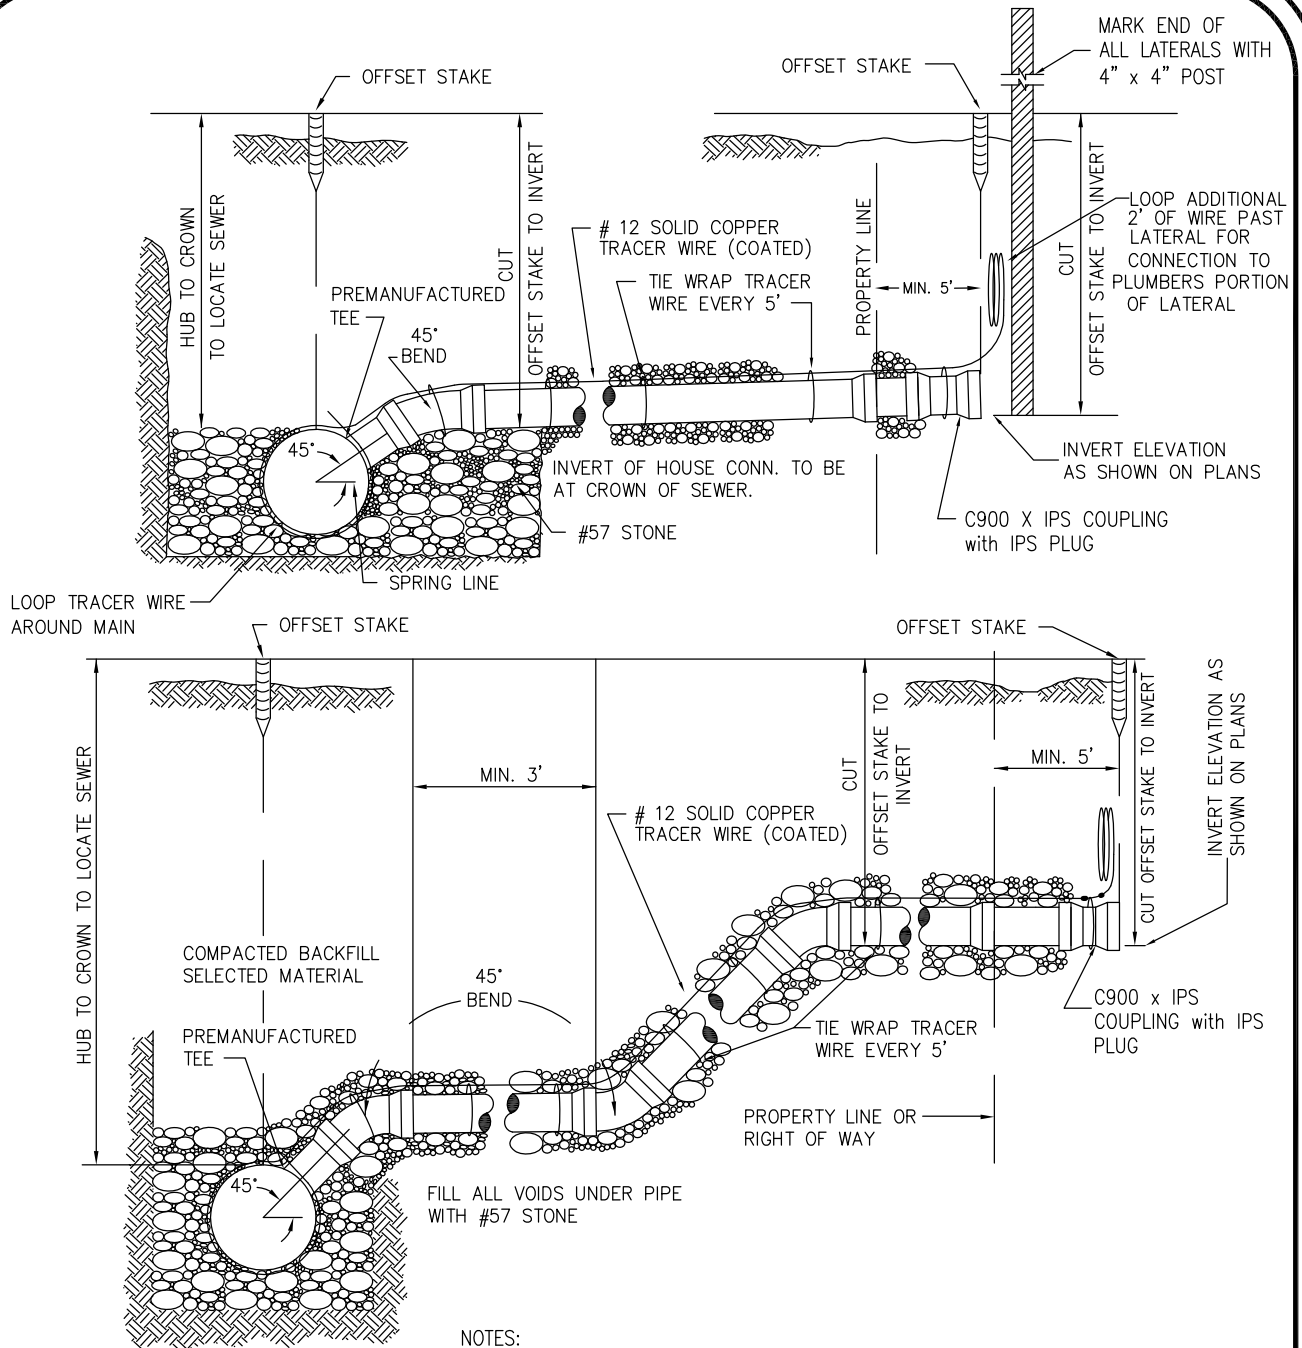 MARK END OF
ALL LATERALS WITH
4" x 4" POST
OFFSET STAKE
OFFSET STAKE
HUB TO CROWN
TO LOCATE SEWER
CUT
OFFSET STAKE TO INVERT
# 12 SOLID COPPER
TRACER WIRE (COATED)
TIE WRAP TRACER
WIRE EVERY 5'
PROPERTY LINE
MIN. 5'
CUT
OFFSET STAKE TO INVERT
LOOP ADDITIONAL
2' OF WIRE PAST
LATERAL FOR
CONNECTION TO
PLUMBERS PORTION
OF LATERAL
PREMANUFACTURED
TEE
45°
BEND
45°
INVERT OF HOUSE CONN. TO BE
AT CROWN OF SEWER.
#57 STONE
INVERT ELEVATION
AS SHOWN ON PLANS
C900 X IPS COUPLING
with IPS PLUG
SPRING LINE
LOOP TRACER WIRE
AROUND MAIN
OFFSET STAKE
OFFSET STAKE
HUB TO CROWN TO LOCATE SEWER
MIN. 3'
CUT
OFFSET STAKE TO
INVERT
MIN. 5'
CUT OFFSET STAKE TO INVERT
INVERT ELEVATION AS
SHOWN ON PLANS
# 12 SOLID COPPER
TRACER WIRE (COATED)
COMPACTED BACKFILL
SELECTED MATERIAL
45°
BEND
PREMANUFACTURED
TEE
C900 x IPS
COUPLING with IPS
PLUG
TIE WRAP TRACER
WIRE EVERY 5'
PROPERTY LINE OR
RIGHT OF WAY
45°
FILL ALL VOIDS UNDER PIPE
WITH #57 STONE
NOTES: